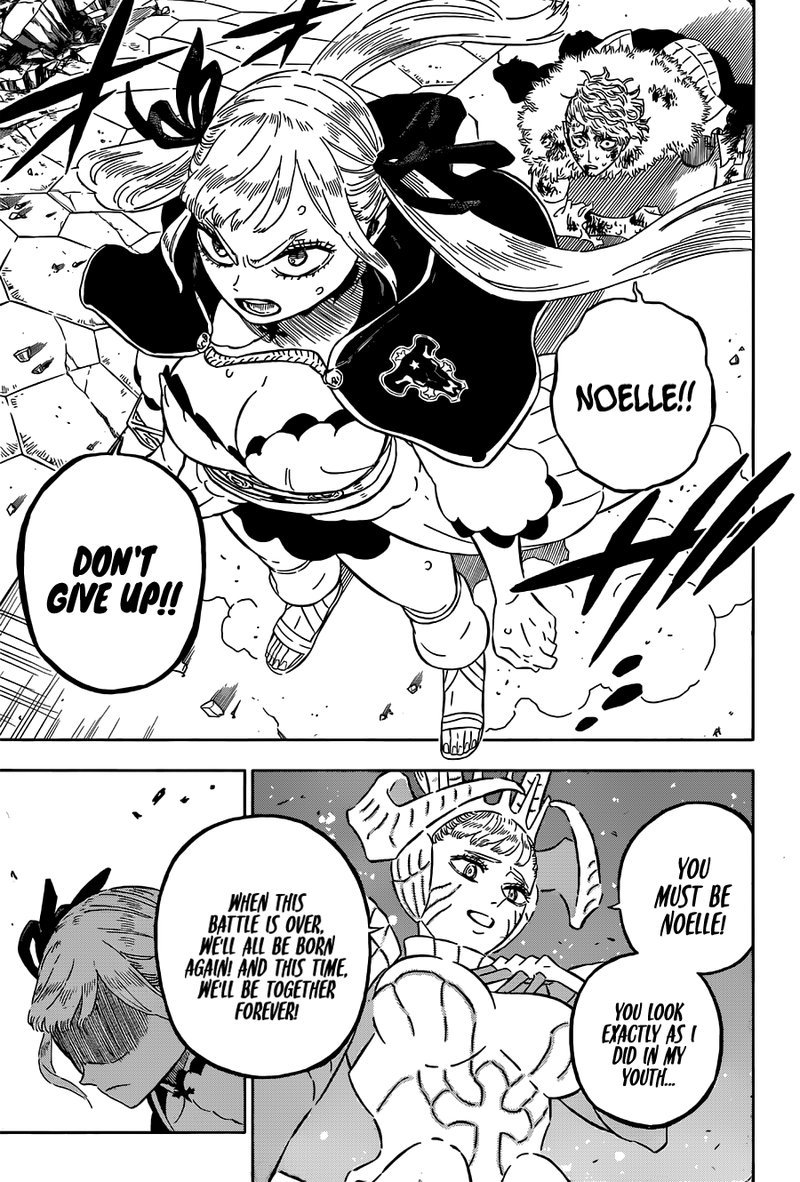 NOELLE!!
DON'T
GIVE UP!!
YOU
MUST BE
NOELLE!
YOU LOOK
EXACTLY AS I
DID IN MY
YOUTH...
WHEN THIS
BATTLE IS OVER,
WE'LL ALL BE BORN
AGAIN! AND THIS TIME,
WE'LL BE TOGETHER
FOREVER!